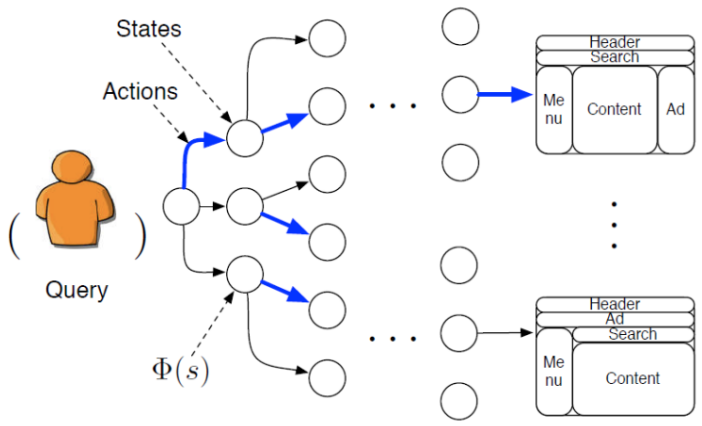 States
Actions
( )
Query
Φ(s)
. . .
Header
Search
Me
nu
Content
Ad
. . .
. . .
Header
Ad
Search
Me
nu
Content